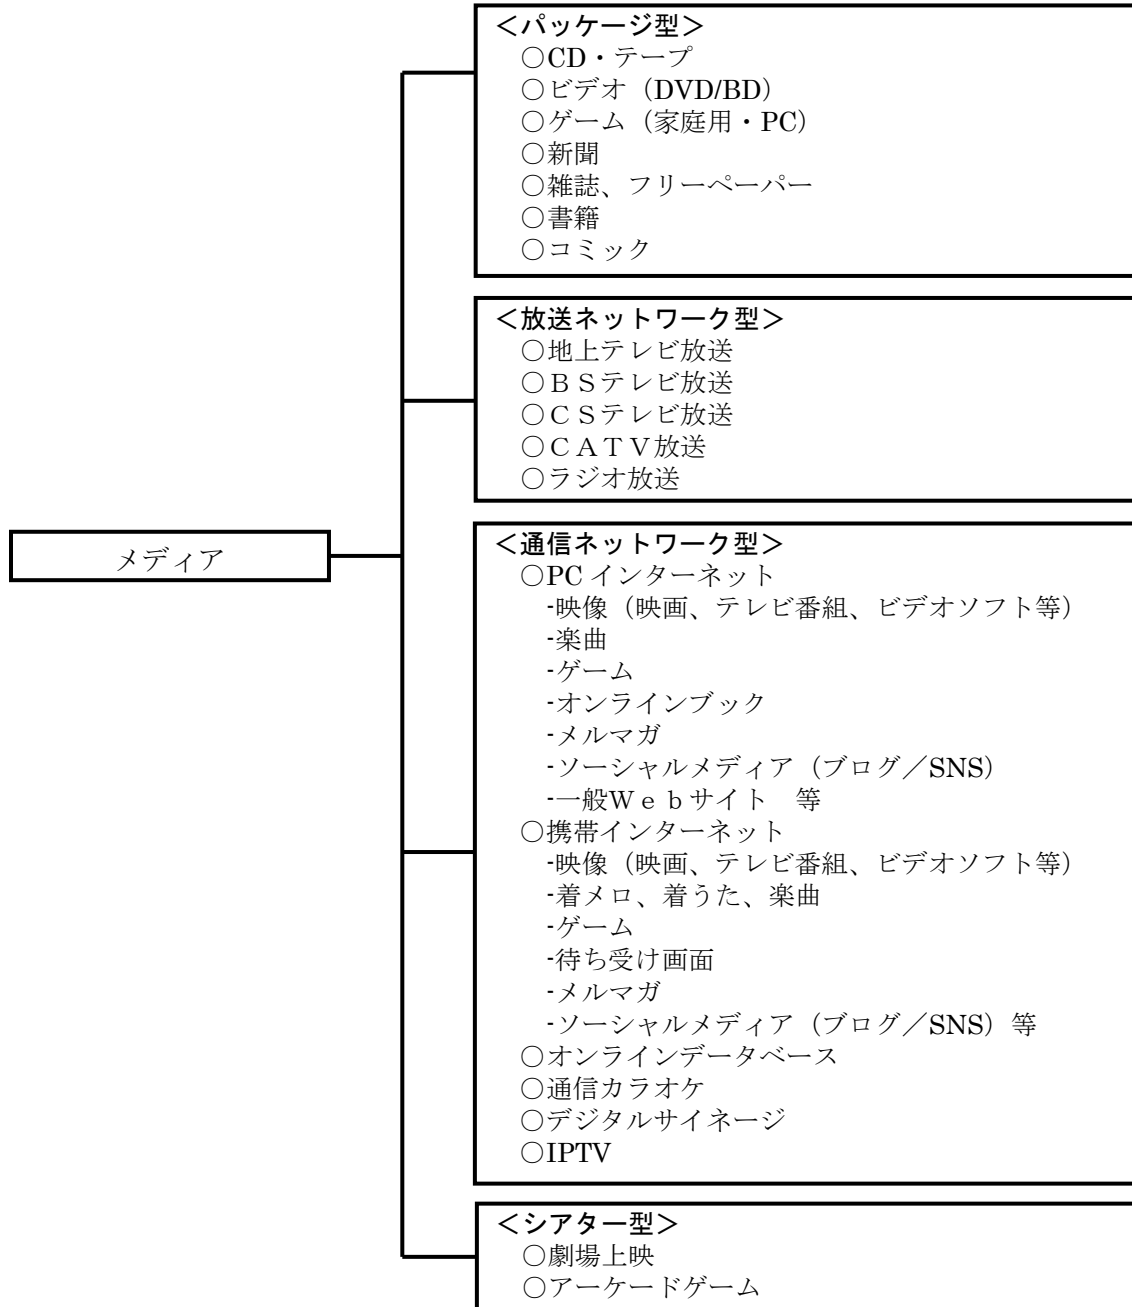 メディア
＜パッケージ型＞
○CD・テープ
○ビデオ（DVD/BD）
○ゲーム（家庭用・PC）
○新聞
○雑誌、フリーペーパー
○書籍
○コミック
＜放送ネットワーク型＞
○地上テレビ放送
○ＢＳテレビ放送
○ＣＳテレビ放送
○ＣＡＴＶ放送
○ラジオ放送
＜通信ネットワーク型＞
○PC インターネット
-映像（映画、テレビ番組、ビデオソフト等）
-楽曲
-ゲーム
-オンラインブック
-メルマガ
-ソーシャルメディア（ブログ／SNS）
-一般Ｗｅｂサイト　等
○携帯インターネット
-映像（映画、テレビ番組、ビデオソフト等）
-着メロ、着うた、楽曲
-ゲーム
-待ち受け画面
-メルマガ
-ソーシャルメディア（ブログ／SNS）等
○オンラインデータベース
○通信カラオケ
○デジタルサイネージ
○IPTV
＜シアター型＞
○劇場上映
○アーケードゲーム